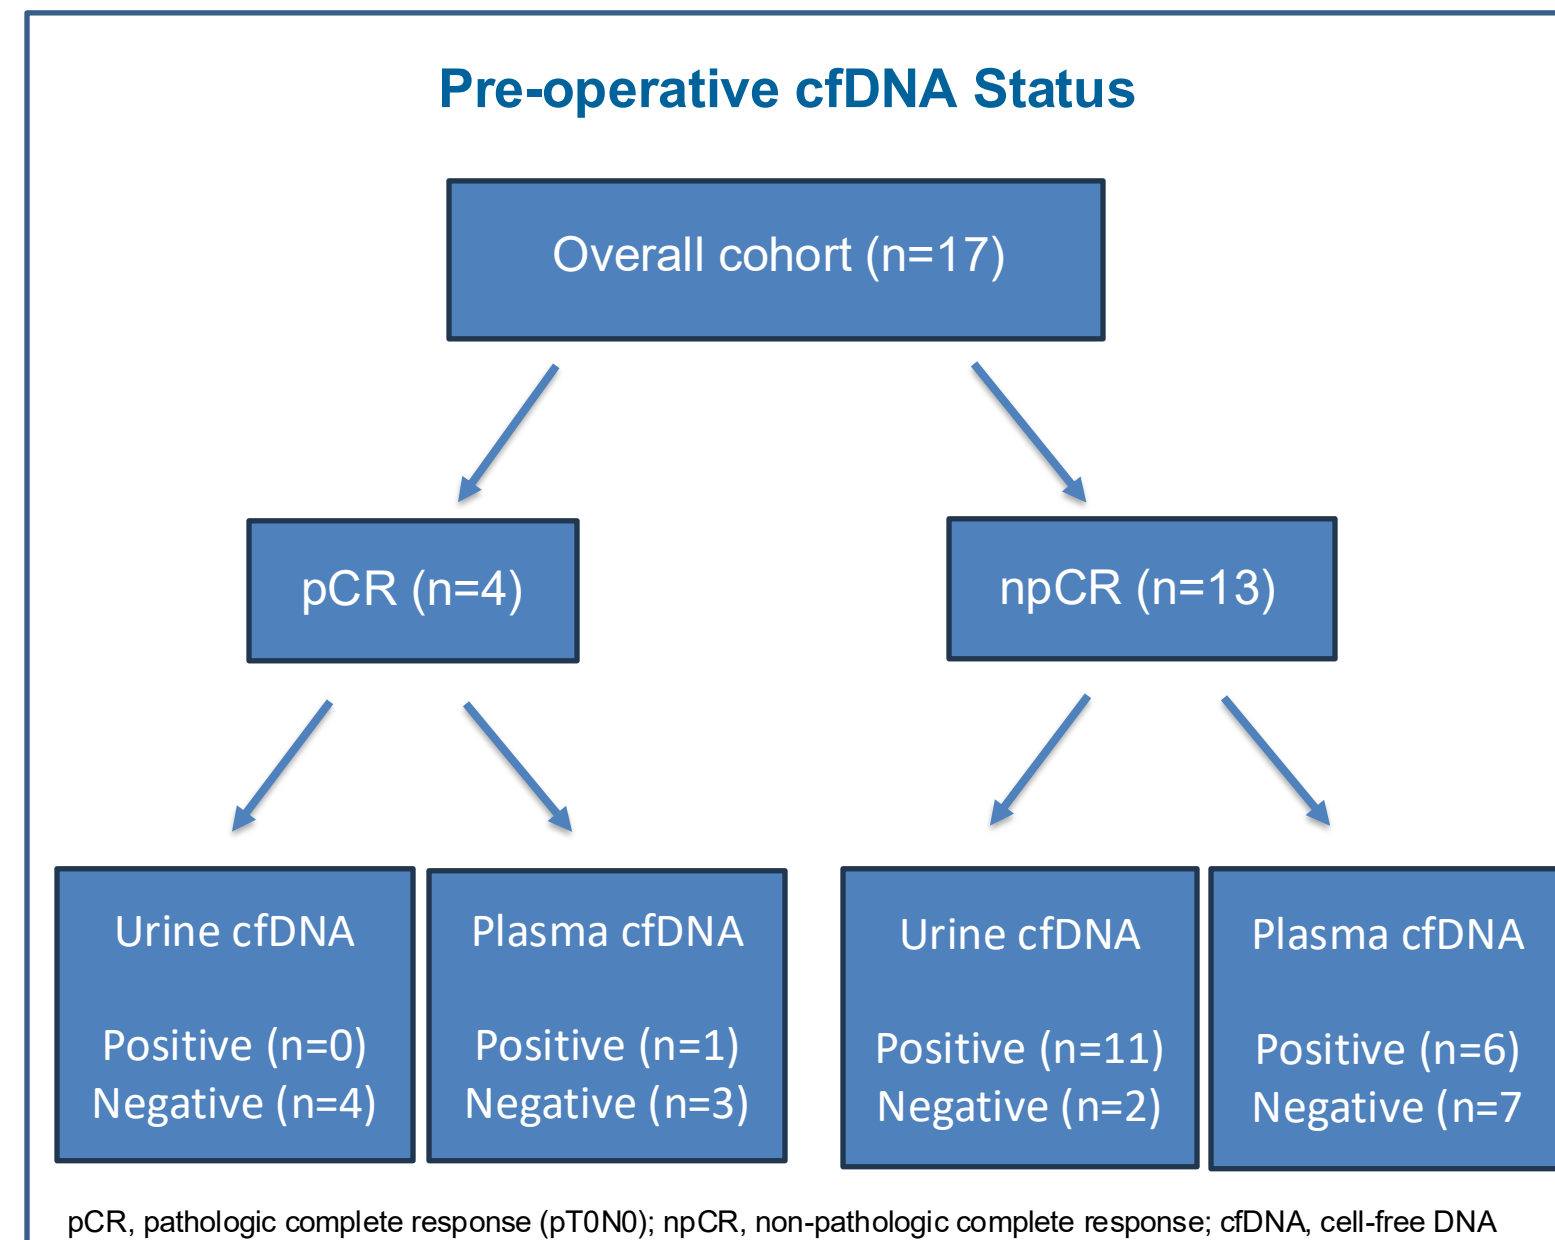 Pre-operative cfDNA Status
Overall cohort (n=17)
pCR (n=4)
npCR (n=13)
Urine cfDNA
Positive (n=0)
Negative (n=4)
Plasma cfDNA
Positive (n=1)
Negative (n=3)
Urine cfDNA
Positive (n=11)
Negative (n=2)
Plasma cfDNA
Positive (n=6)
Negative (n=7
pCR, pathologic complete response (pT0N0); npCR, non-pathologic complete response; cfDNA, cell-free DNA